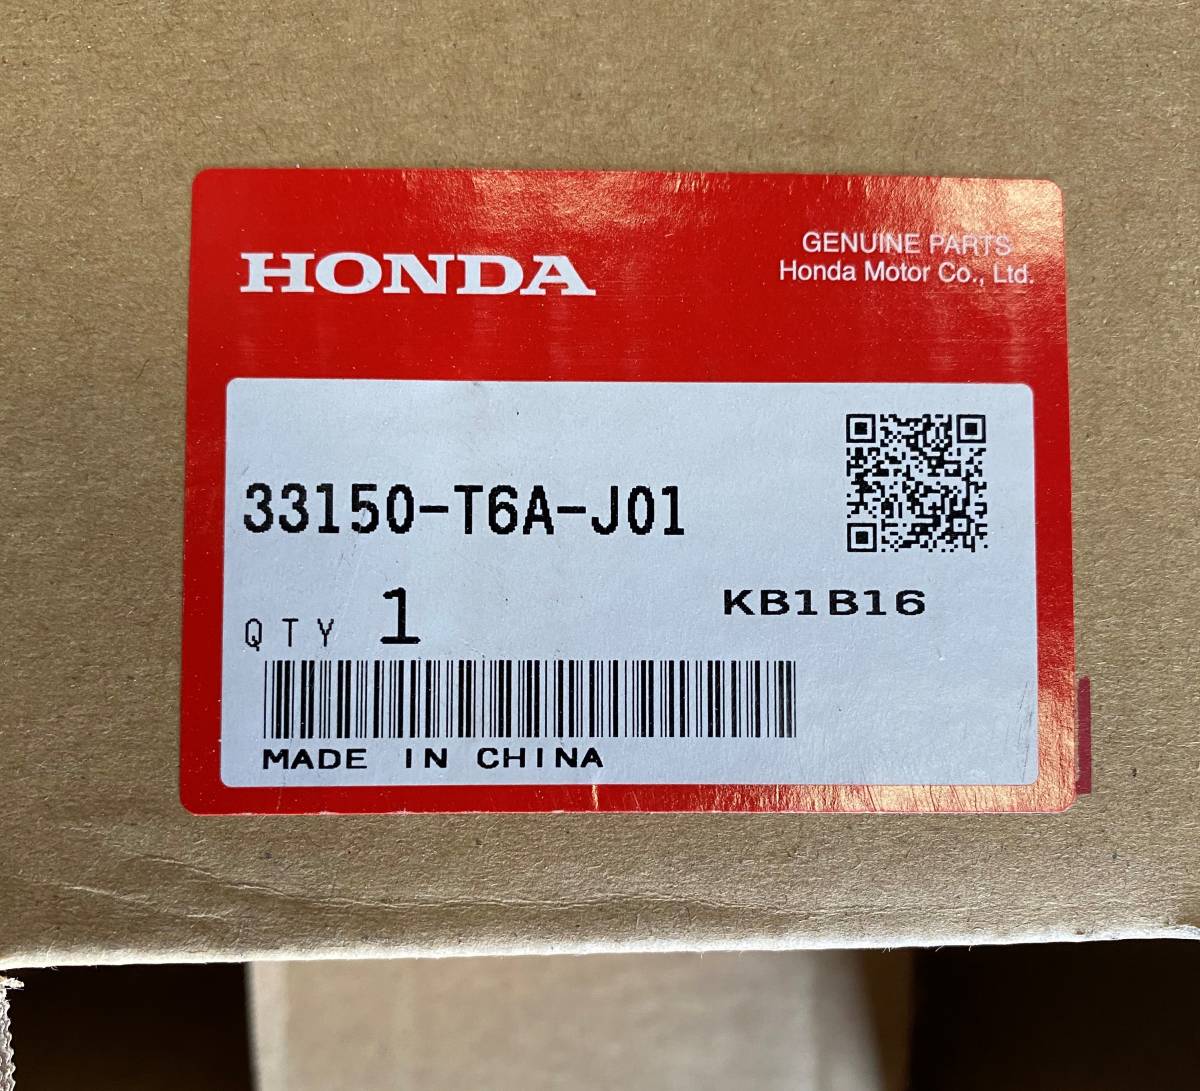 HONDA
GENUINE PARTS
Honda Motor Co., Ltd.
33150-T6A-J01
KB1B16
QTY 1
MADE IN CHINA